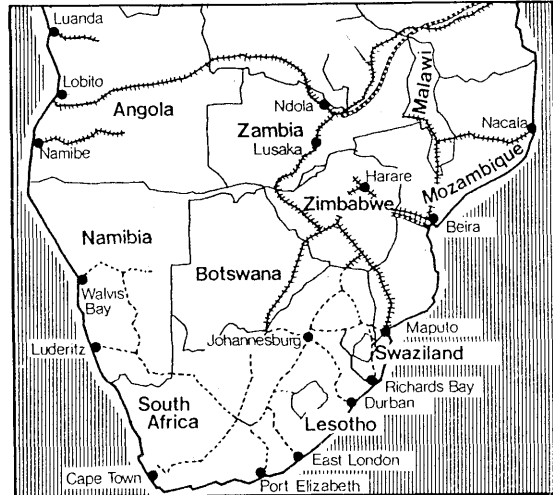 Luanda
Lobito
Angola
Ndola
Malawi
Zambia
Lusaka
Nacala
Namibe
Mozambique
Harare
Zimbabwe
Beira
Namibia
Botswana
Walvis
Bay
Johannesburg
Maputo
Luderitz
Swaziland
Richards Bay
South
Africa
Durban
Lesotho
East London
Cape Town
Port Elizabeth